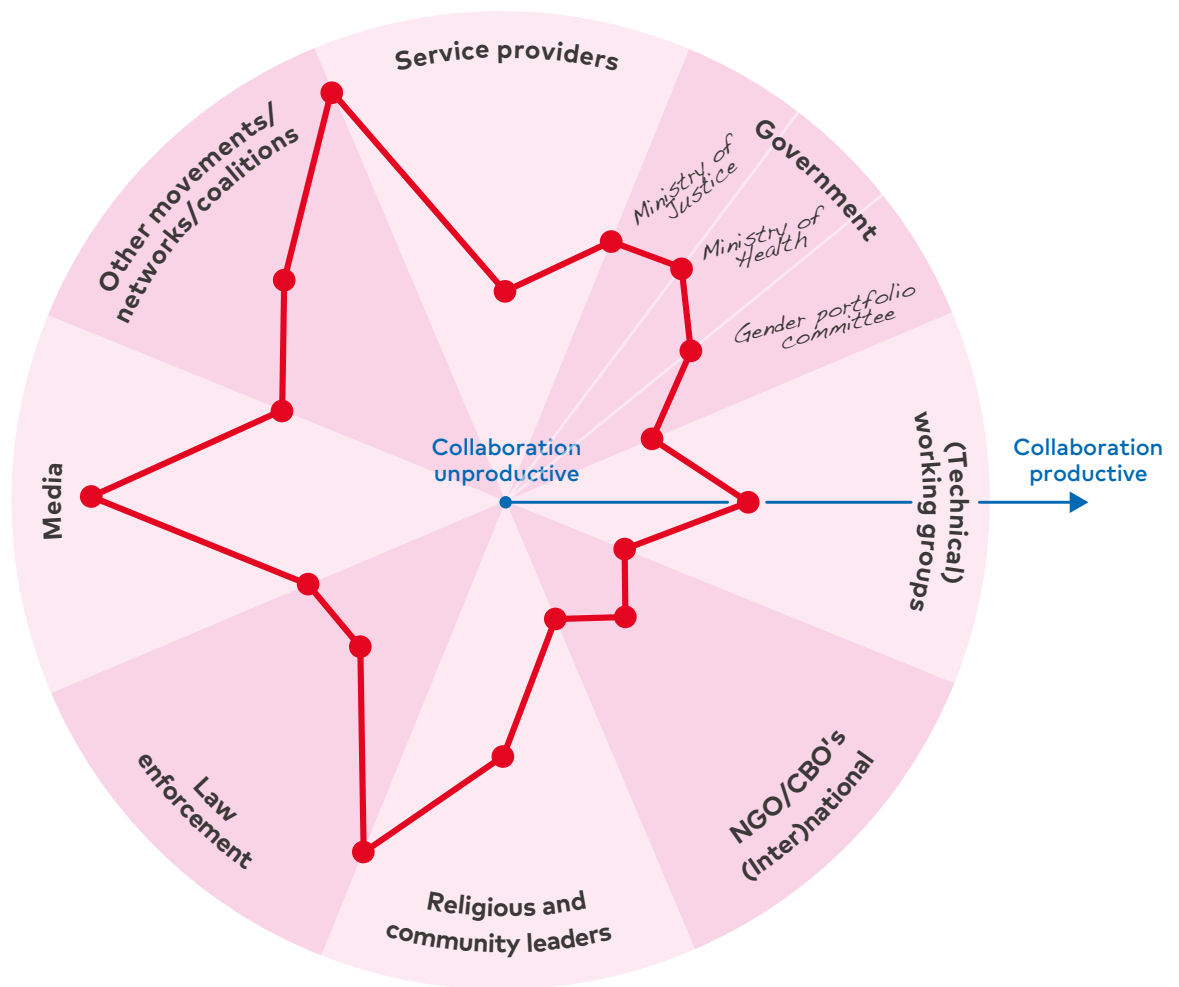 Service providers
Government
Ministry of
Justice
Ministry of
Health
Gender portfolio
committee
(Technical)
working groups
Collaboration
productive
Collaboration
unproductive
NGO/CBO's
(Inter)national
Religious and
community leaders
Law
enforcement
Media
Other movements/
networks/coalitions